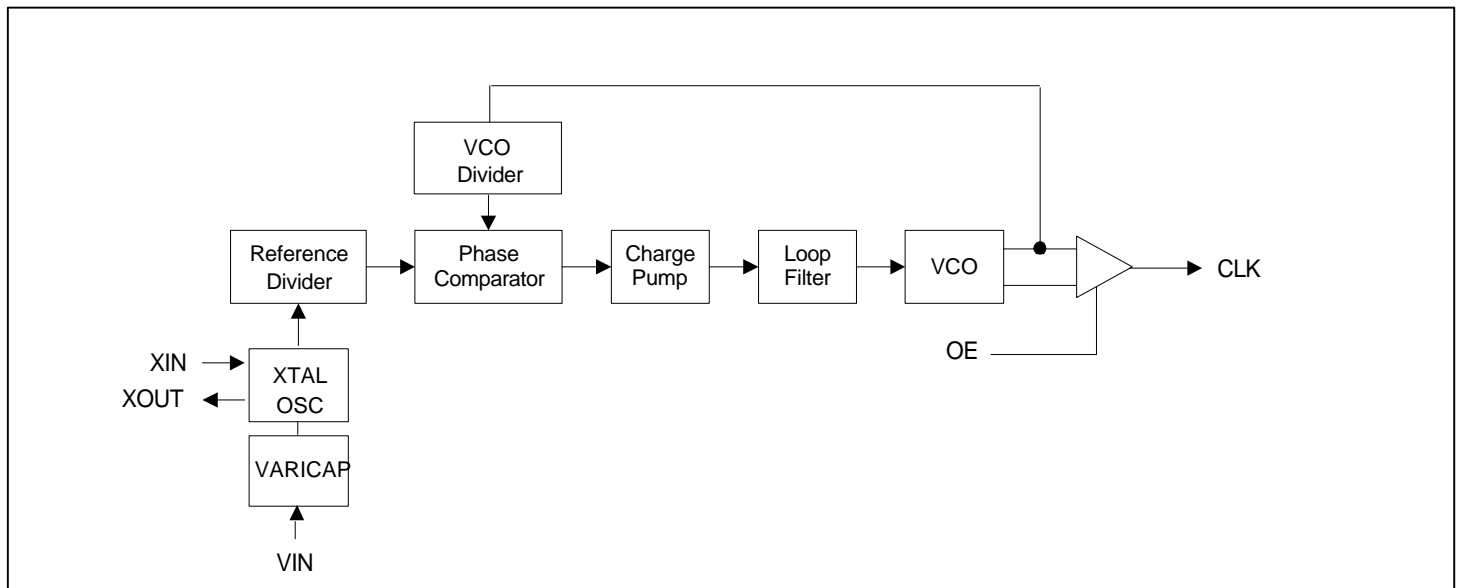 VCO
Divider
Reference
Divider
Phase
Comparator
Charge
Pump
Loop
Filter
VCO
CLK
OE
XIN
XOUT
XTAL
OSC
VARICAP
VIN